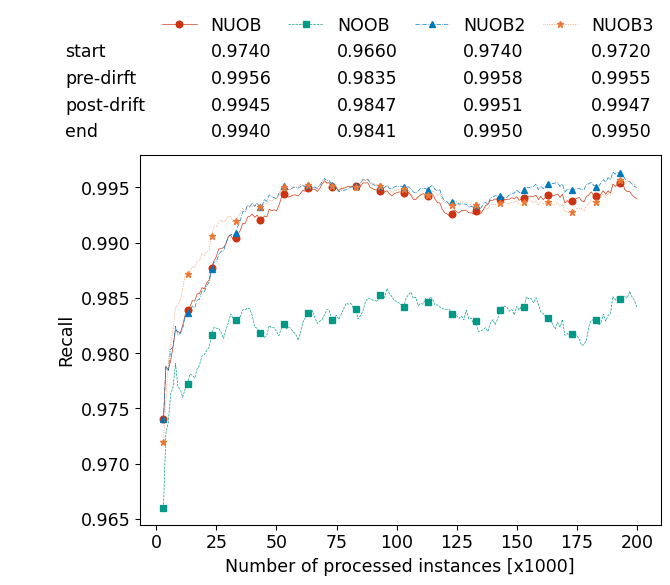 NUOB NOOB NUOB2 NUOB3
start 0.9740 0.9660 0.9740 0.9720
pre-dirft 0.9956 0.9835 0.9958 0.9955
post-drift 0.9945 0.9847 0.9951 0.9947
end 0.9940 0.9841 0.9950 0.9950
0.995
0.990
0.985
0.980
0.975
0.970
0.965
Recall
0 25 50 75 100 125 150 175 200
Number of processed instances [x1000]